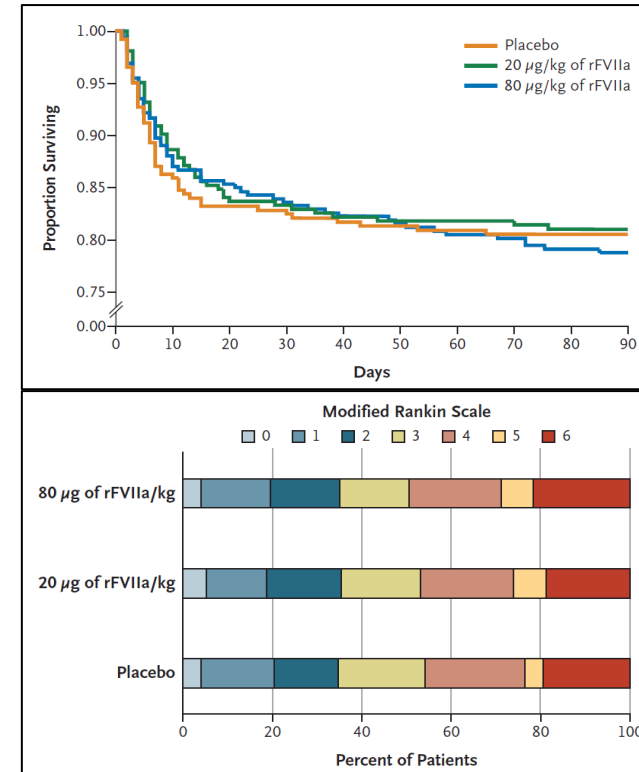 1.00
0.95
0.90
0.85
0.80
0.75
0.00
Proportion Surviving
Placebo
20 µg/kg of rFVIIa
80 µg/kg of rFVIIa
0 10 20 30 40 50 60 70 80 90
Days
Modified Rankin Scale
0 1 2 3 4 5 6
80 µg of rFVIIa/kg
20 µg of rFVIIa/kg
Placebo
0 20 40 60 80 100
Percent of Patients